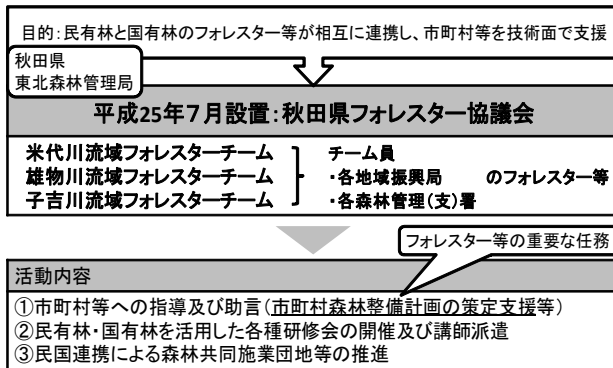 目的：民有林と国有林のフォレスター等が相互に連携し、市町村等を技術面で支援
秋田県
東北森林管理局
平成25年７月設置：秋田県フォレスター協議会
米代川流域フォレスターチーム
雄物川流域フォレスターチーム
子吉川流域フォレスターチーム
チーム員
・各地域振興局 のフォレスター等
・各森林管理(支)署
フォレスター等の重要な任務
活動内容
①市町村等への指導及び助言（市町村森林整備計画の策定支援等）
②民有林・国有林を活用した各種研修会の開催及び講師派遣
③民国連携による森林共同施業団地等の推進